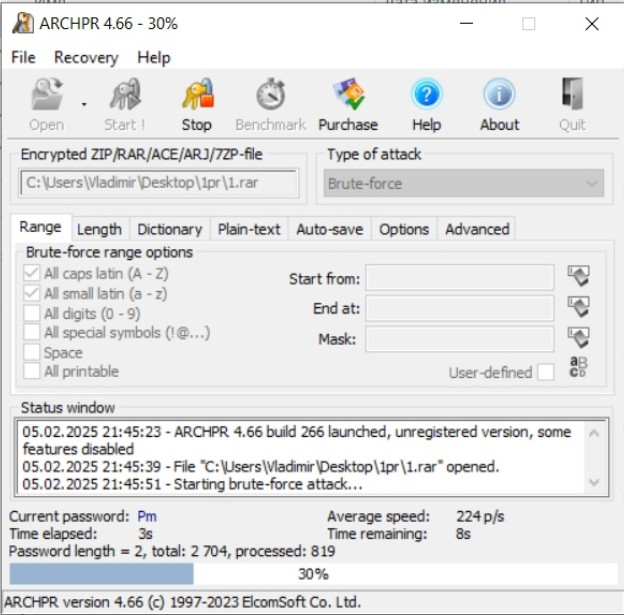 ARCHPR 4.66 - 30%
File Recovery Help
Open Start ! Stop Benchmark Purchase Help About Quit
Encrypted ZIP/RAR/ACE/ARJ/7ZP-file
C:\Users\Vladimir\Desktop\1pr\1.rar
Type of attack
Brute-force
Range Length Dictionary Plain-text Auto-save Options Advanced
Brute-force range options
All caps latin (A - Z)
All small latin (a - z)
All digits (0 - 9)
All special symbols (!@...)
Space
All printable
Start from:
End at:
Mask:
User-defined
Status window
05.02.2025 21:45:23 - ARCHPR 4.66 build 266 launched, unregistered version, some
features disabled
05.02.2025 21:45:39 - File "C:\Users\Vladimir\Desktop\1pr\1.rar" opened.
05.02.2025 21:45:51 - Starting brute-force attack...
Current password: Pm
Average speed: 224 p/s
Time elapsed: 3s
Time remaining: 8s
Password length = 2, total: 2 704, processed: 819
30%
ARCHPR version 4.66 (c) 1997-2023 ElcomSoft Co. Ltd.